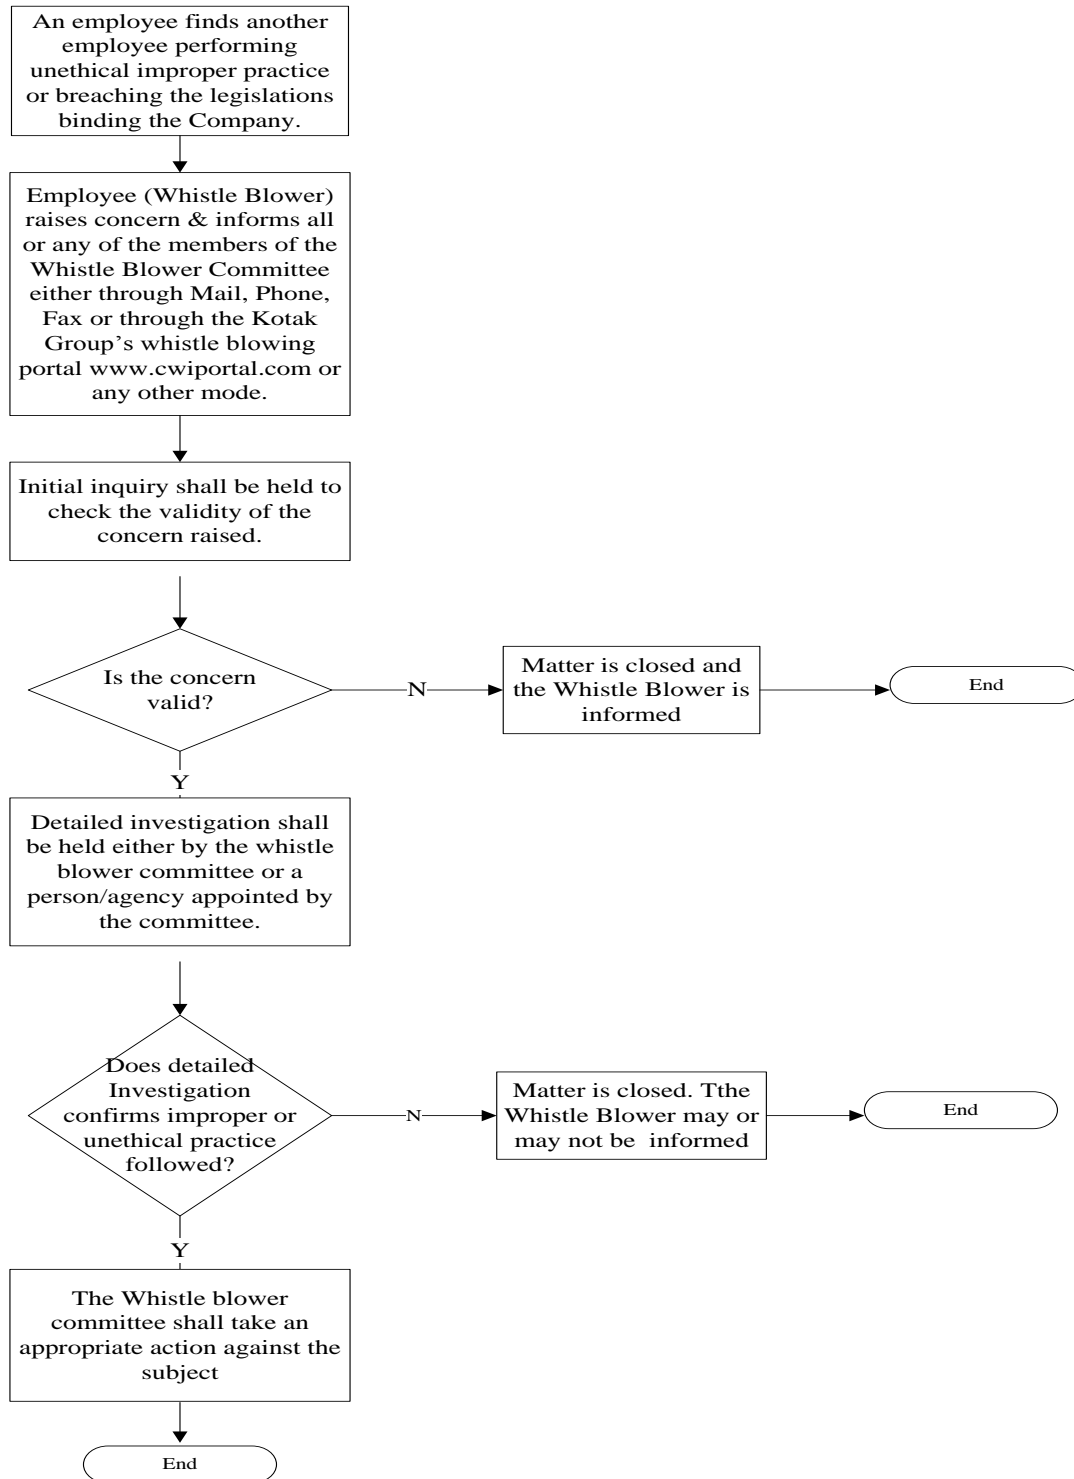 An employee finds another
employee performing
unethical improper practice
or breaching the legislations
binding the Company.
Employee (Whistle Blower)
raises concern & informs all
or any of the members of the
Whistle Blower Committee
either through Mail, Phone,
Fax or through the Kotak
Group's whistle blowing
portal www.cwiportal.com or
any other mode.
Initial inquiry shall be held to
check the validity of the
concern raised.
Is the concern
valid?
N
Matter is closed and
the Whistle Blower is
informed
End
Y
Detailed investigation shall
be held either by the whistle
blower committee or a
person/agency appointed by
the committee.
Does detailed
Investigation
confirms improper or
unethical practice
followed?
N
Matter is closed. Tthe
Whistle Blower may or
may not be  informed
End
Y
The Whistle blower
committee shall take an
appropriate action against the
subject
End